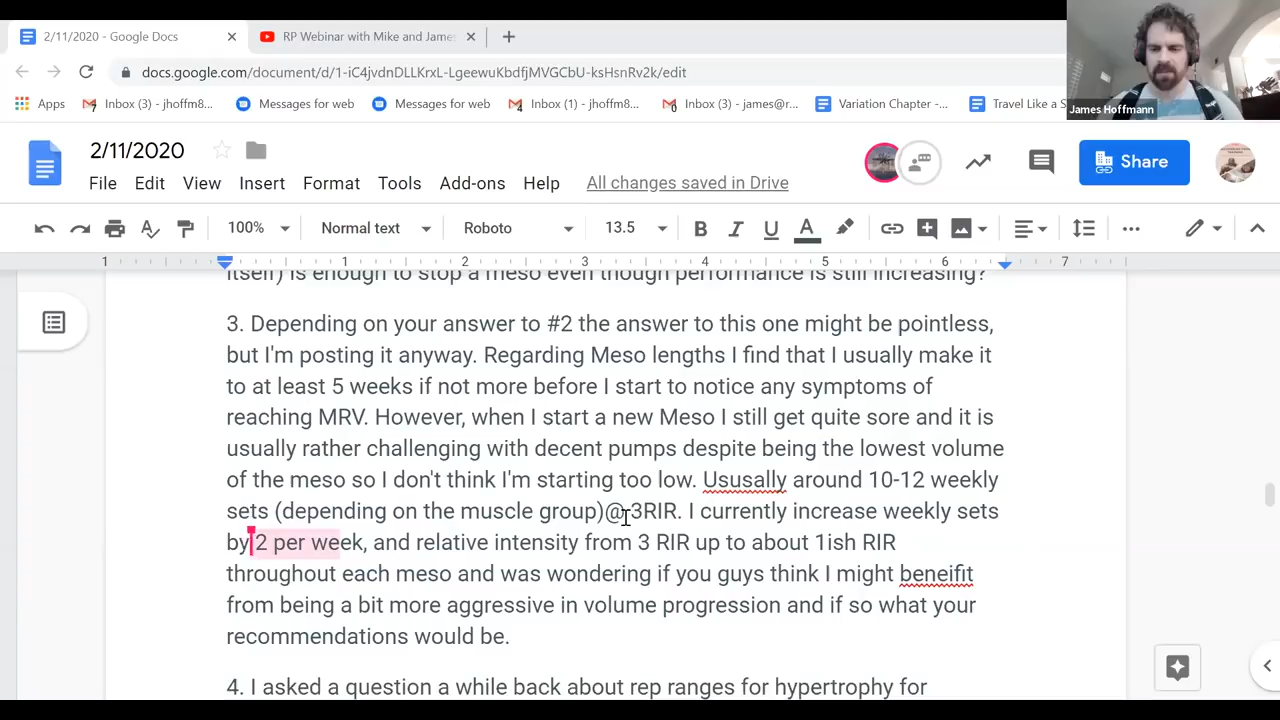 2/11/2020 - Google Docs
RP Webinar with Mike and James
docs.google.com/document/d/1-iC4jvdnDLLKrxL-LgeewuKbdfjMVGCbU-ksHsnRv2k/edit
Apps
Inbox (3) - jhoffm8...
Messages for web
Messages for web
Inbox (1) - jhoffm8...
Inbox (3) - james@r...
Variation Chapter -...
Travel Like a S
James Hoffmann
2/11/2020
File Edit View Insert Format Tools Add-ons Help All changes saved in Drive
Share
100% Normal text Roboto 13.5 B I U A
1 1 2 3 4 5 6 7
itself) is enough to stop a meso even though performance is still increasing?
3. Depending on your answer to #2 the answer to this one might be pointless,
but I'm posting it anyway. Regarding Meso lengths I find that I usually make it
to at least 5 weeks if not more before I start to notice any symptoms of
reaching MRV. However, when I start a new Meso I still get quite sore and it is
usually rather challenging with decent pumps despite being the lowest volume
of the meso so I don't think I'm starting too low. Ususally around 10-12 weekly
sets (depending on the muscle group)@ 3RIR. I currently increase weekly sets
by 2 per week, and relative intensity from 3 RIR up to about 1ish RIR
throughout each meso and was wondering if you guys think I might beneifit
from being a bit more aggressive in volume progression and if so what your
recommendations would be.
4. I asked a question a while back about rep ranges for hypertrophy for